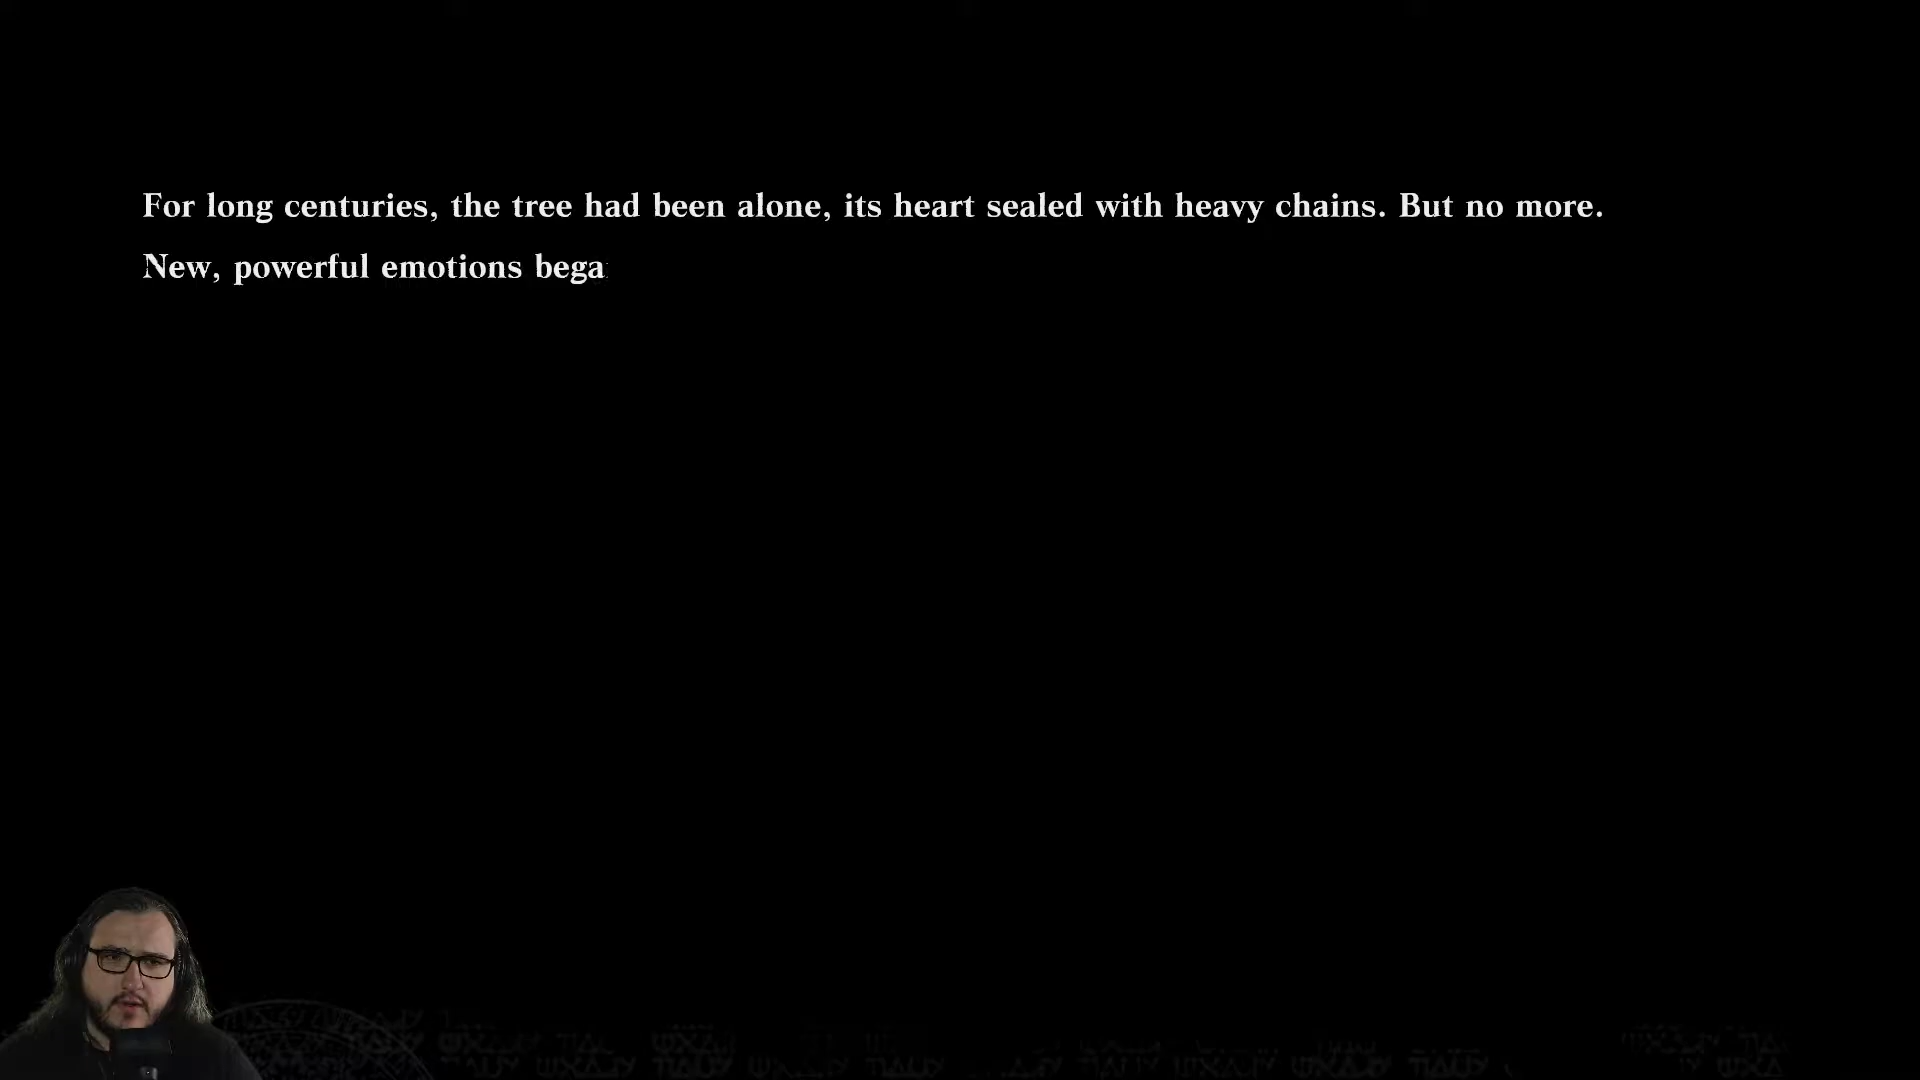 For long centuries, the tree had been alone, its heart sealed with heavy chains. But no more.
New, powerful emotions bega